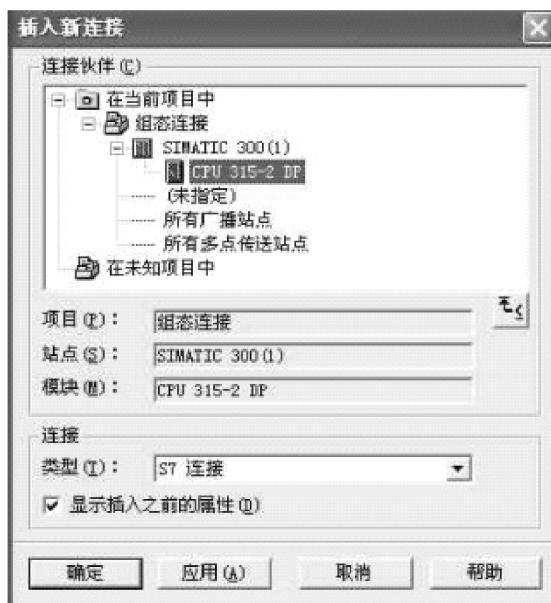 插入新连接
连接伙伴(C)
在当前项目中
组态连接
SIMATIC 300(1)
CPU 315-2 DP
(未指定)
所有广播站点
所有多点传送站点
在未知项目中
项目(P)： 组态连接
站点(S)： SIMATIC 300(1)
模块(M)： CPU 315-2 DP
连接
类型(T)： S7 连接
显示插入之前的属性(D)
确定 应用(A) 取消 帮助